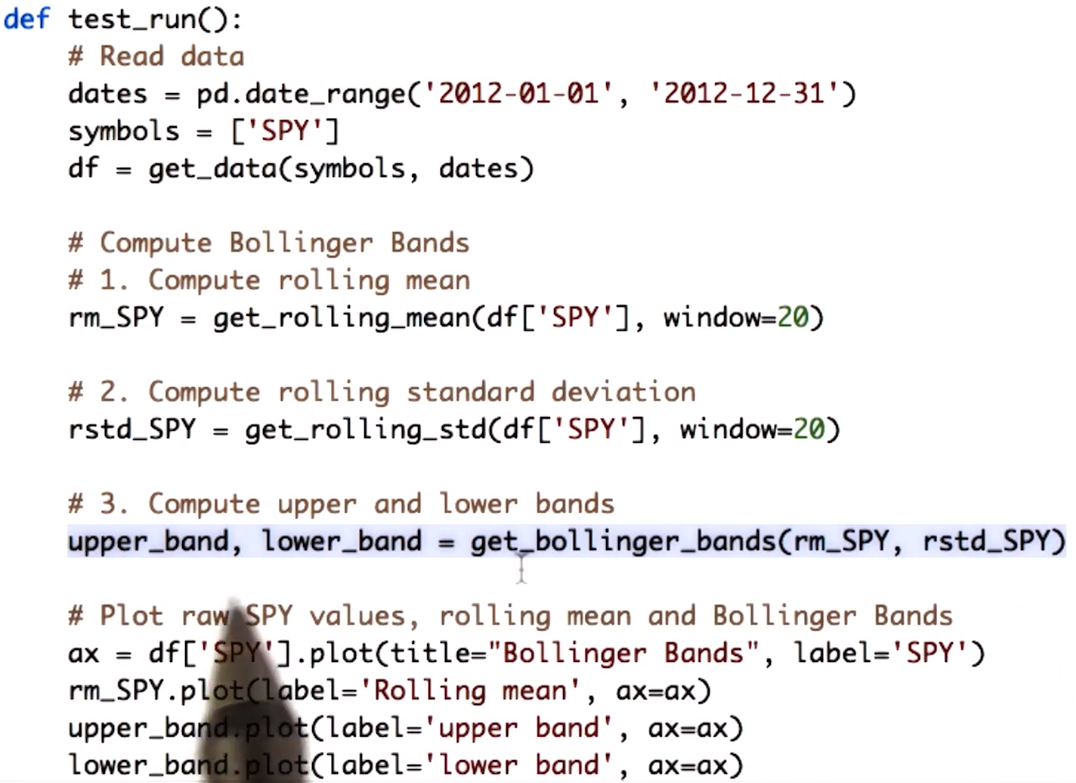 def test_run():
    # Read data
    dates = pd.date_range('2012-01-01', '2012-12-31')
    symbols = ['SPY']
    df = get_data(symbols, dates)

    # Compute Bollinger Bands
    # 1. Compute rolling mean
    rm_SPY = get_rolling_mean(df['SPY'], window=20)

    # 2. Compute rolling standard deviation
    rstd_SPY = get_rolling_std(df['SPY'], window=20)

    # 3. Compute upper and lower bands
    upper_band, lower_band = get_bollinger_bands(rm_SPY, rstd_SPY)

    # Plot raw SPY values, rolling mean and Bollinger Bands
    ax = df['SPY'].plot(title="Bollinger Bands", label='SPY')
    rm_SPY.plot(label='Rolling mean', ax=ax)
    upper_band.plot(label='upper band', ax=ax)
    lower_band.plot(label='lower band', ax=ax)